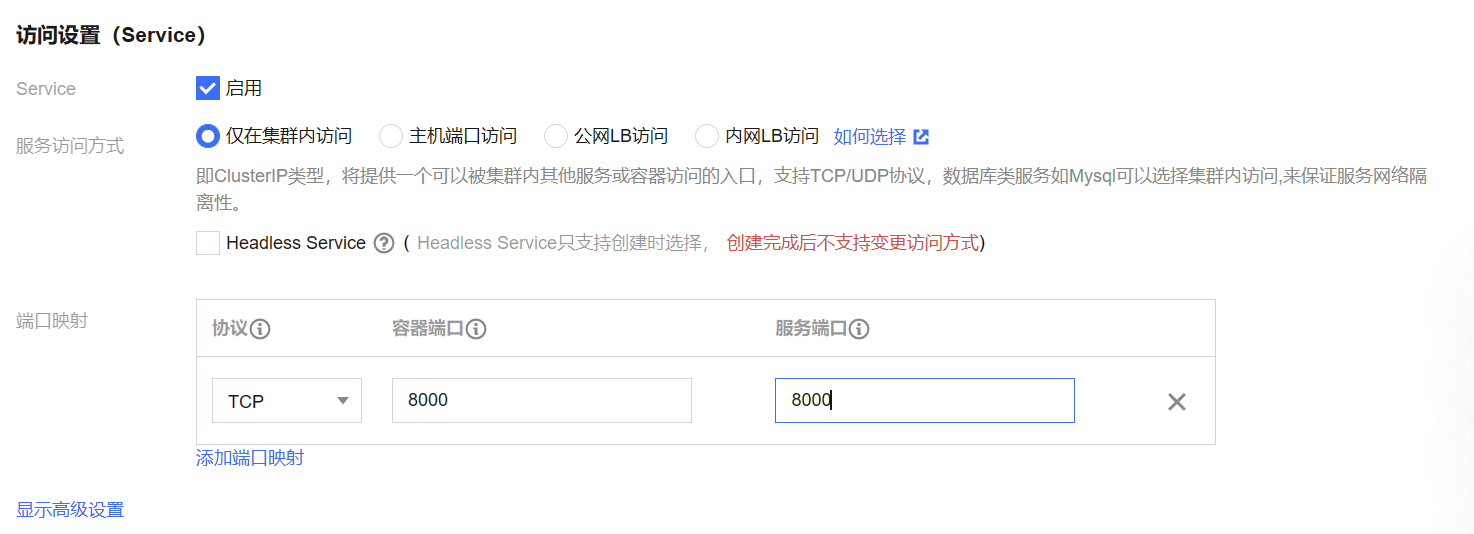 访问设置（Service）
Service 启用
服务访问方式 仅在集群内访问 主机端口访问 公网LB访问 内网LB访问 如何选择
即ClusterIP类型，将提供一个可以被集群内其他服务或容器访问的入口，支持TCP/UDP协议，数据库类服务如Mysql可以选择集群内访问,来保证服务网络隔
离性。
Headless Service ( Headless Service只支持创建时选择， 创建完成后不支持变更访问方式)
端口映射 协议 容器端口 服务端口
TCP 8000 8000
添加端口映射
显示高级设置